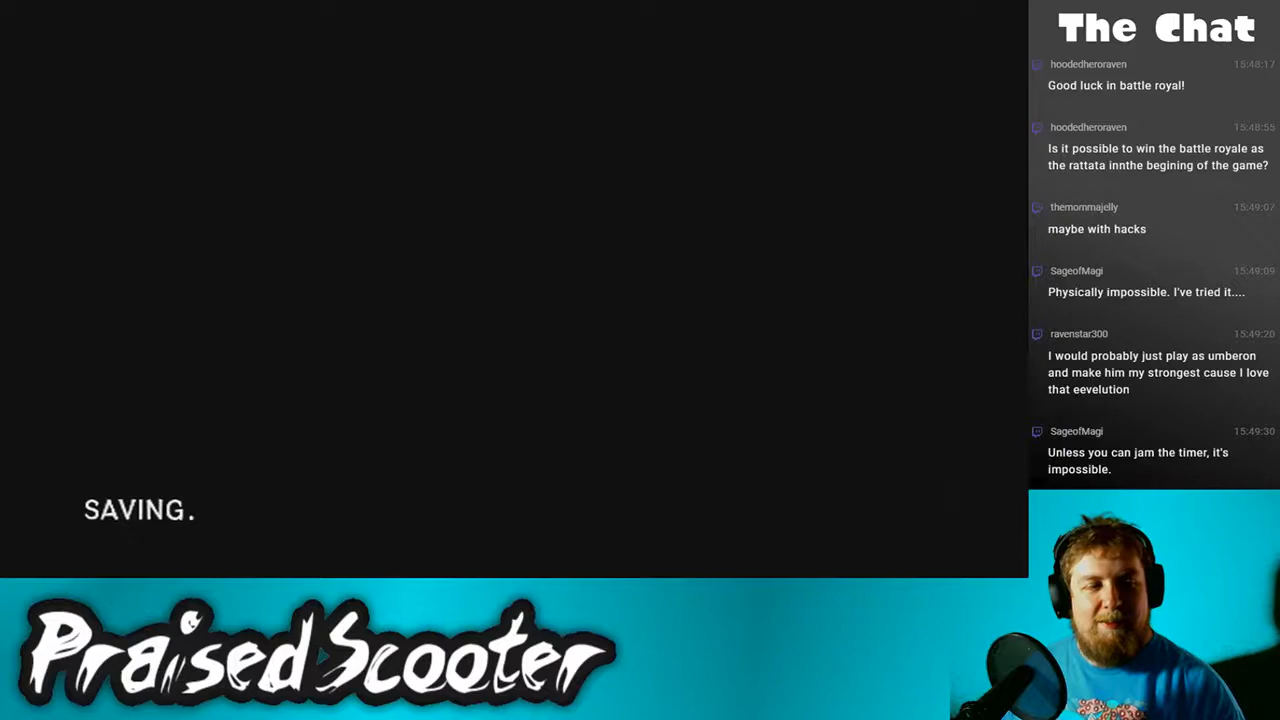 The Chat
hoodedheroraven 15:48:17
Good luck in battle royal!
hoodedheroraven 15:48:55
Is it possible to win the battle royale as
the rattata innthe begining of the game?
themommajelly 15:49:07
maybe with hacks
SageofMagi 15:49:09
Physically impossible. I've tried it....
ravenstar300 15:49:20
I would probably just play as umberon
and make him my strongest cause I love
that eevelution
SageofMagi 15:49:30
Unless you can jam the timer, it's
impossible.
SAVING.
PraisedScooter